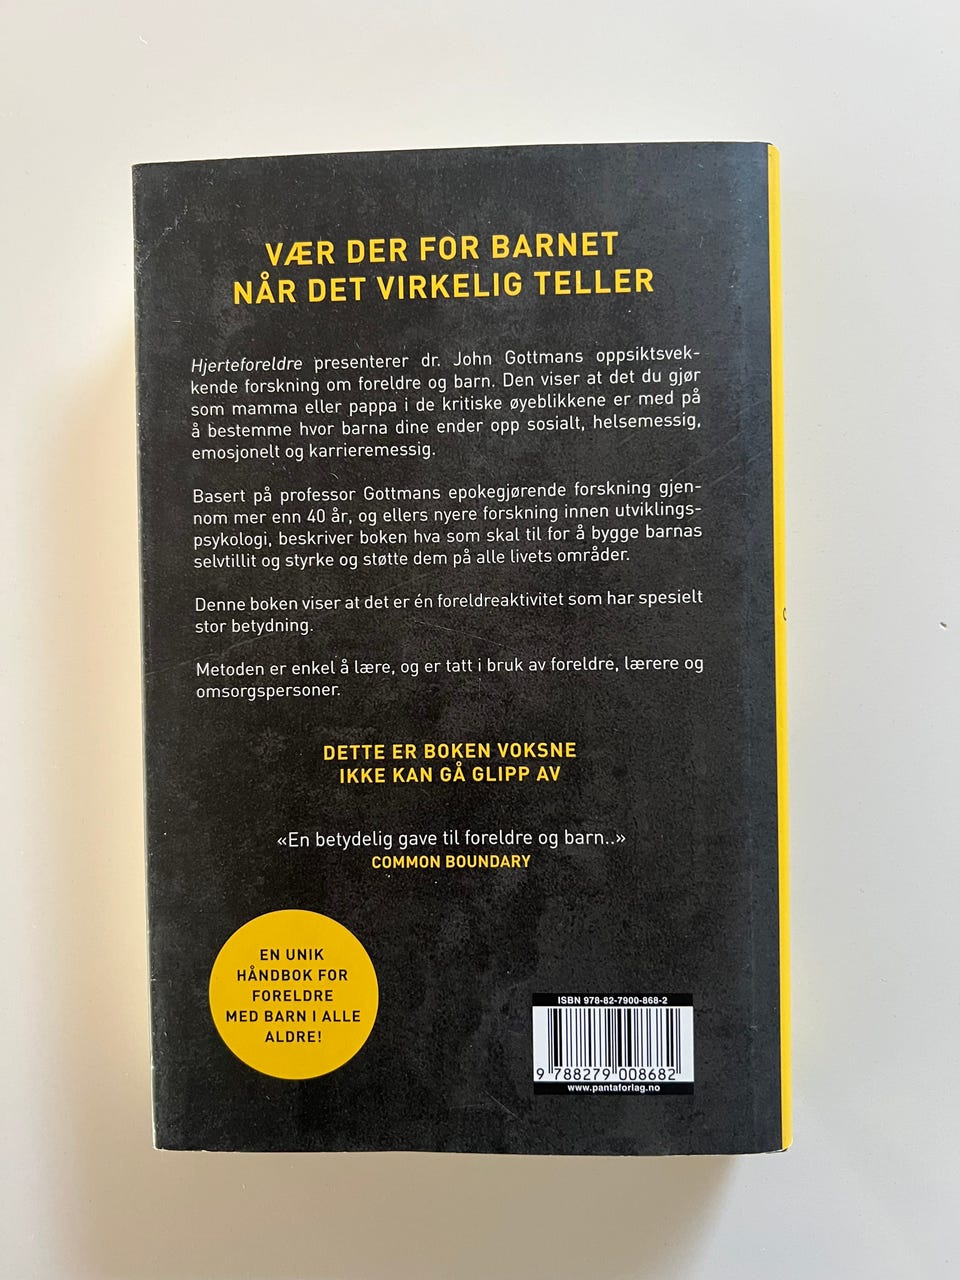 VÆR DER FOR BARNET
NÅR DET VIRKELIG TELLER
Hjerteforeldre presenterer dr. John Gottmans oppsiktsvek-
kende forskning om foreldre og barn. Den viser at det du gjør
som mamma eller pappa i de kritiske øyeblikkene er med på
å bestemme hvor barna dine ender opp sosialt, helsemessig,
emosjonelt og karrieremessig.
Basert på professor Gottmans epokegjørende forskning gjen-
nom mer enn 40 år, og ellers nyere forskning innen utviklings-
psykologi, beskriver boken hva som skal til for å bygge barnas
selvtillit og styrke og støtte dem på alle livets områder.
Denne boken viser at det er én foreldreaktivitet som har spesielt
stor betydning.
Metoden er enkel å lære, og er tatt i bruk av foreldre, lærere og
omsorgspersoner.
DETTE ER BOKEN VOKSNE
IKKE KAN GÅ GLIPP AV
«En betydelig gave til foreldre og barn..»
COMMON BOUNDARY
EN UNIK
HÅNDBOK FOR
FORELDRE
MED BARN I ALLE
ALDRE!
ISBN 978-82-7900-868-2
9 788279 008682
www.pantaforlag.no